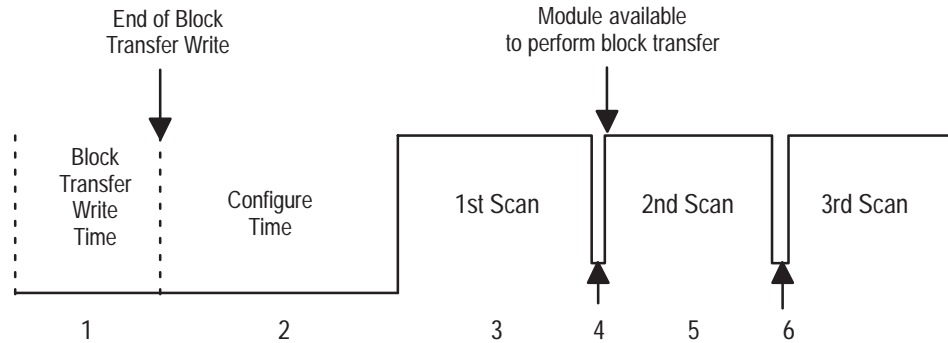 End of Block
Transfer Write
Module available
to perform block transfer
Block
Transfer
Write
Time
Configure
Time
1st Scan
2nd Scan
3rd Scan
1 2 3 4 5 6